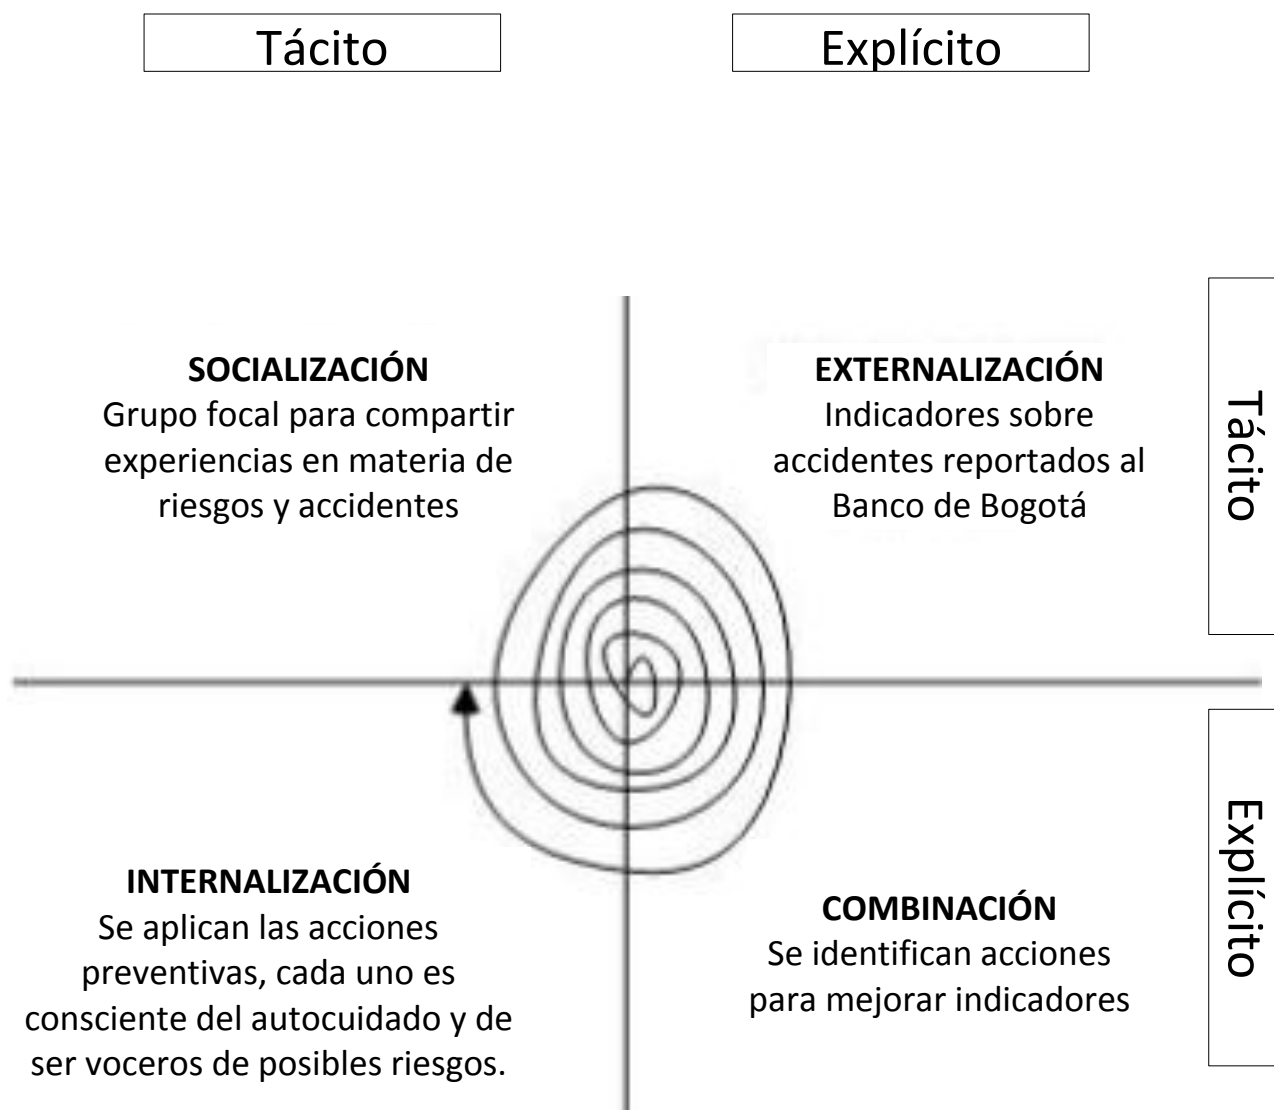 Tácito
Explícito
SOCIALIZACIÓN
Grupo focal para compartir
experiencias en materia de
riesgos y accidentes
EXTERNALIZACIÓN
Indicadores sobre
accidentes reportados al
Banco de Bogotá
Tácito
INTERNALIZACIÓN
Se aplican las acciones
preventivas, cada uno es
consciente del autocuidado y de
ser voceros de posibles riesgos.
COMBINACIÓN
Se identifican acciones
para mejorar indicadores
Explícito